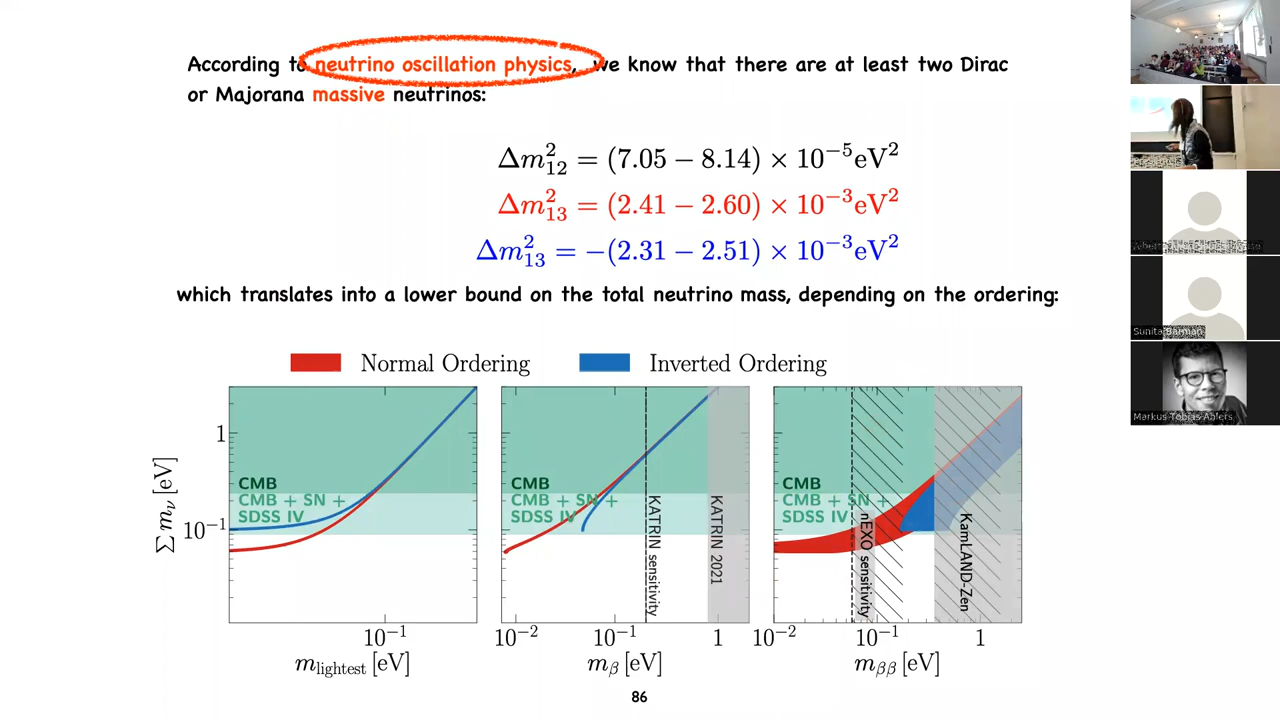 According to neutrino oscillation physics, we know that there are at least two Dirac
or Majorana massive neutrinos:
Δm²₁₂ = (7.05 − 8.14) × 10⁻⁵eV²
Δm²₁₃ = (2.41 − 2.60) × 10⁻³eV²
Δm²₁₃ = −(2.31 − 2.51) × 10⁻³eV²
which translates into a lower bound on the total neutrino mass, depending on the ordering:
Normal Ordering Inverted Ordering
∑ mν [eV]
1
10⁻¹
CMB
CMB + SN +
SDSS IV
10⁻¹
m_lightest [eV]
CMB
CMB + SN +
SDSS IV
KATRIN sensitivity
KATRIN 2021
10⁻² 10⁻¹ 1
m_β [eV]
CMB
CMB + SN +
SDSS IV
nEXO sensitivity
KamLAND-Zen
10⁻² 10⁻¹ 1
m_ββ [eV]
86
Sunita Barman
Markus Tobias Ahlers